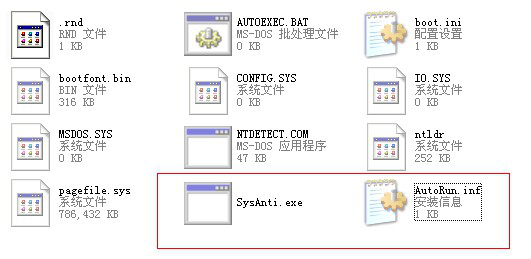 .rnd
RND 文件
1 KB
AUTOEXEC.BAT
MS-DOS 批处理文件
0 KB
boot.ini
配置设置
1 KB
bootfont.bin
BIN 文件
316 KB
CONFIG.SYS
系统文件
0 KB
IO.SYS
系统文件
0 KB
MSDOS.SYS
系统文件
0 KB
NTDETECT.COM
MS-DOS 应用程序
47 KB
ntldr
系统文件
252 KB
pagefile.sys
系统文件
786,432 KB
SysAnti.exe
AutoRun.inf
安装信息
1 KB